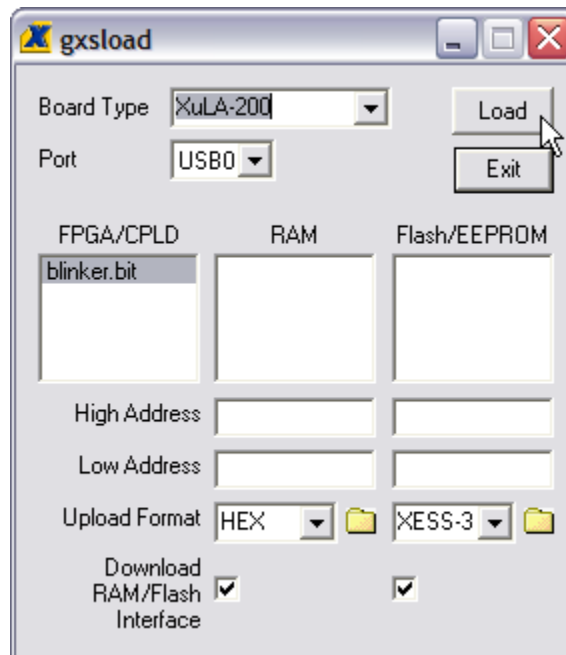 gxsload
Board Type XuLA-200 Load
Port USB0 Exit
FPGA/CPLD RAM Flash/EEPROM
blinker.bit
High Address
Low Address
Upload Format HEX XESS-3
Download
RAM/Flash
Interface